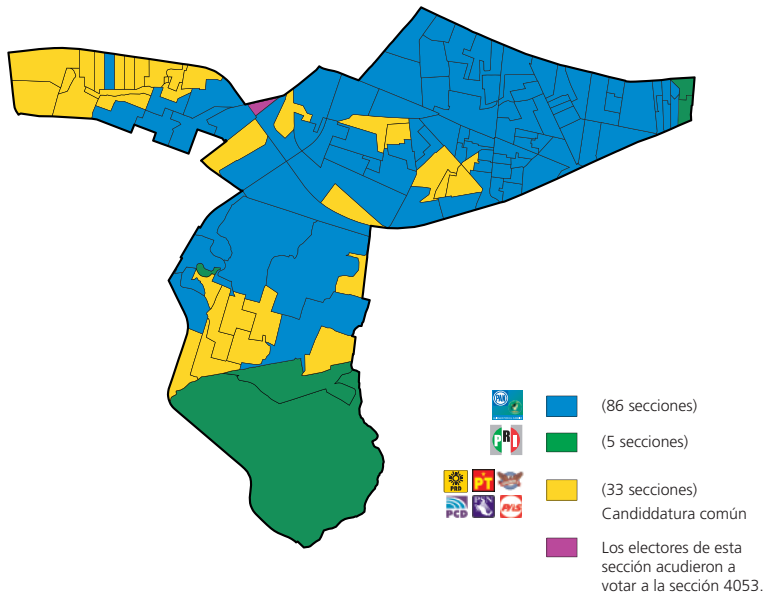 PAN
(86 secciones)
PRI
(5 secciones)
PRD PT
(33 secciones)
PCD PAS
Candiddatura común
Los electores de esta
sección acudieron a
votar a la sección 4053.